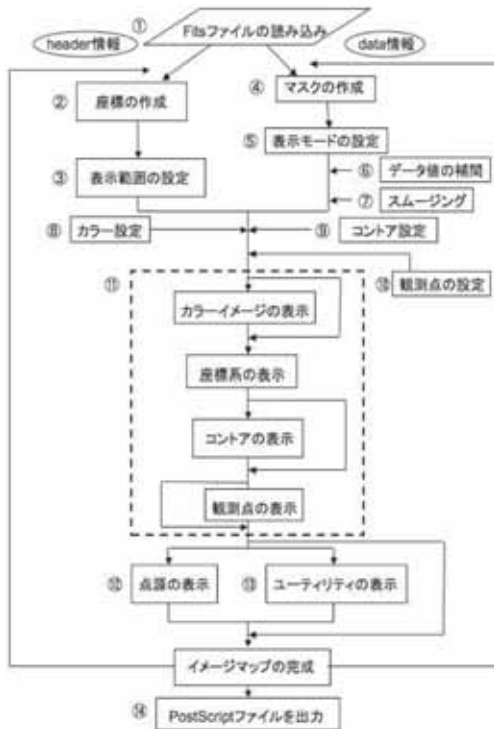 ① Fitsファイルの読み込み
header情報
data情報
② 座標の作成
④ マスクの作成
⑤ 表示モードの設定
③ 表示範囲の設定
⑥ データ値の補間
⑦ スムージング
⑧ カラー設定
⑨ コントア設定
⑩ 観測点の設定
⑪
カラーイメージの表示
座標系の表示
コントアの表示
観測点の表示
⑫ 点源の表示
⑬ ユーティリティの表示
イメージマップの完成
⑭ PostScriptファイルを出力